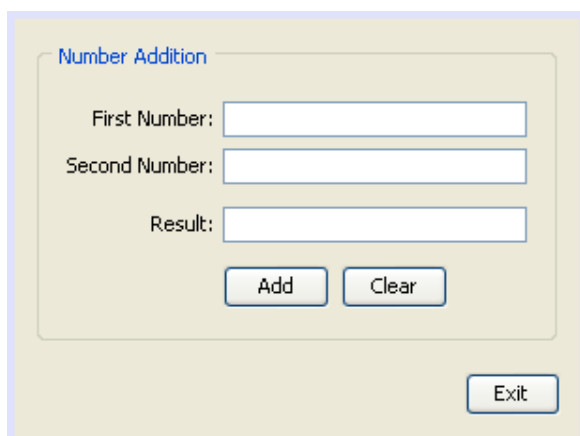 Number Addition
First Number:
Second Number:
Result:
Add Clear
Exit